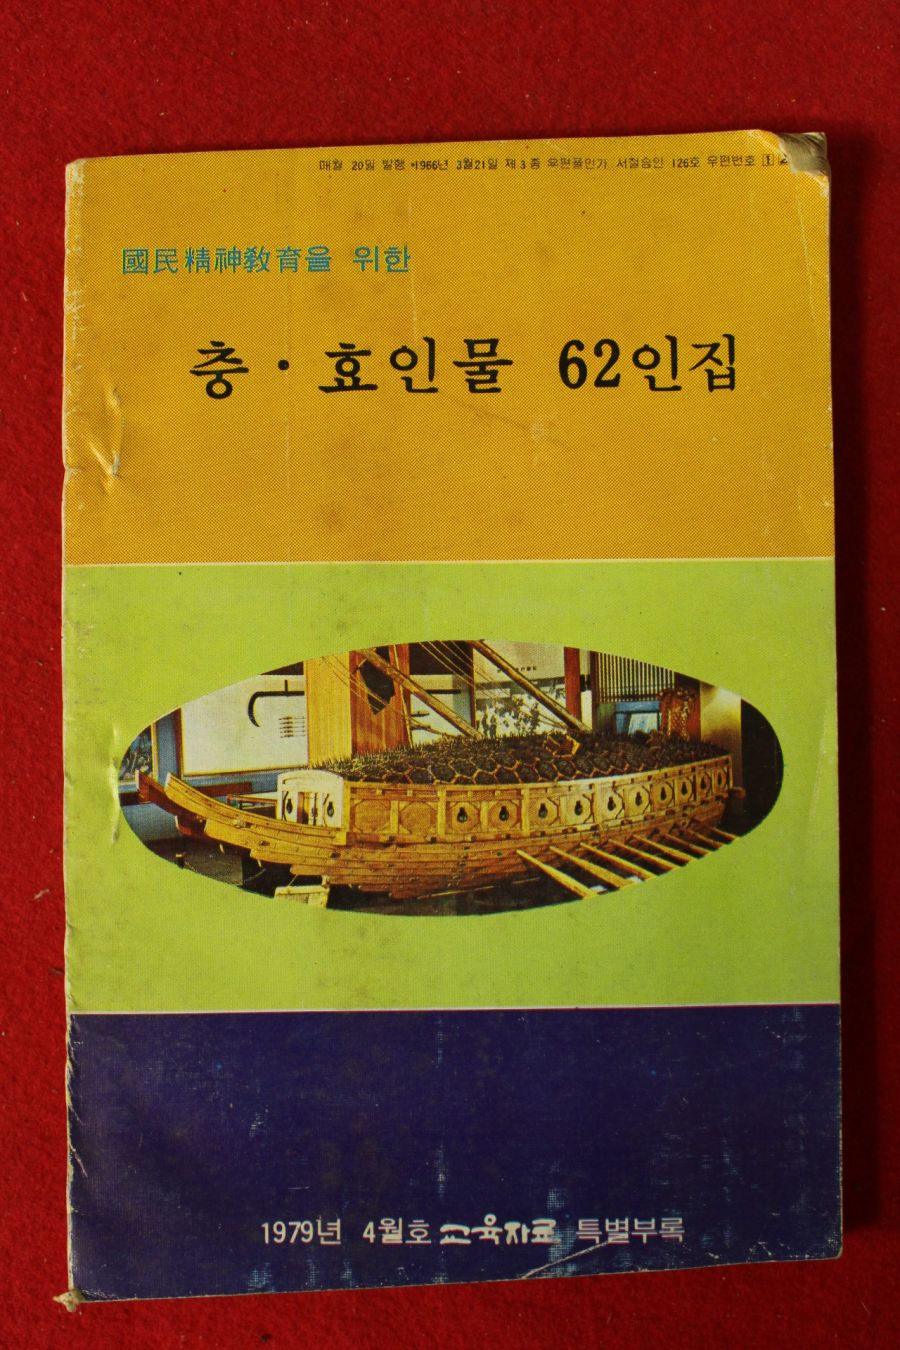 매월 20일 발행 •1966년 3월21일 제3종 우편물인가 서철승인 126호 우편번호 1
國民精神敎育을 위한
충·효인물 62인집
1979년 4월호 교육자료 특별부록